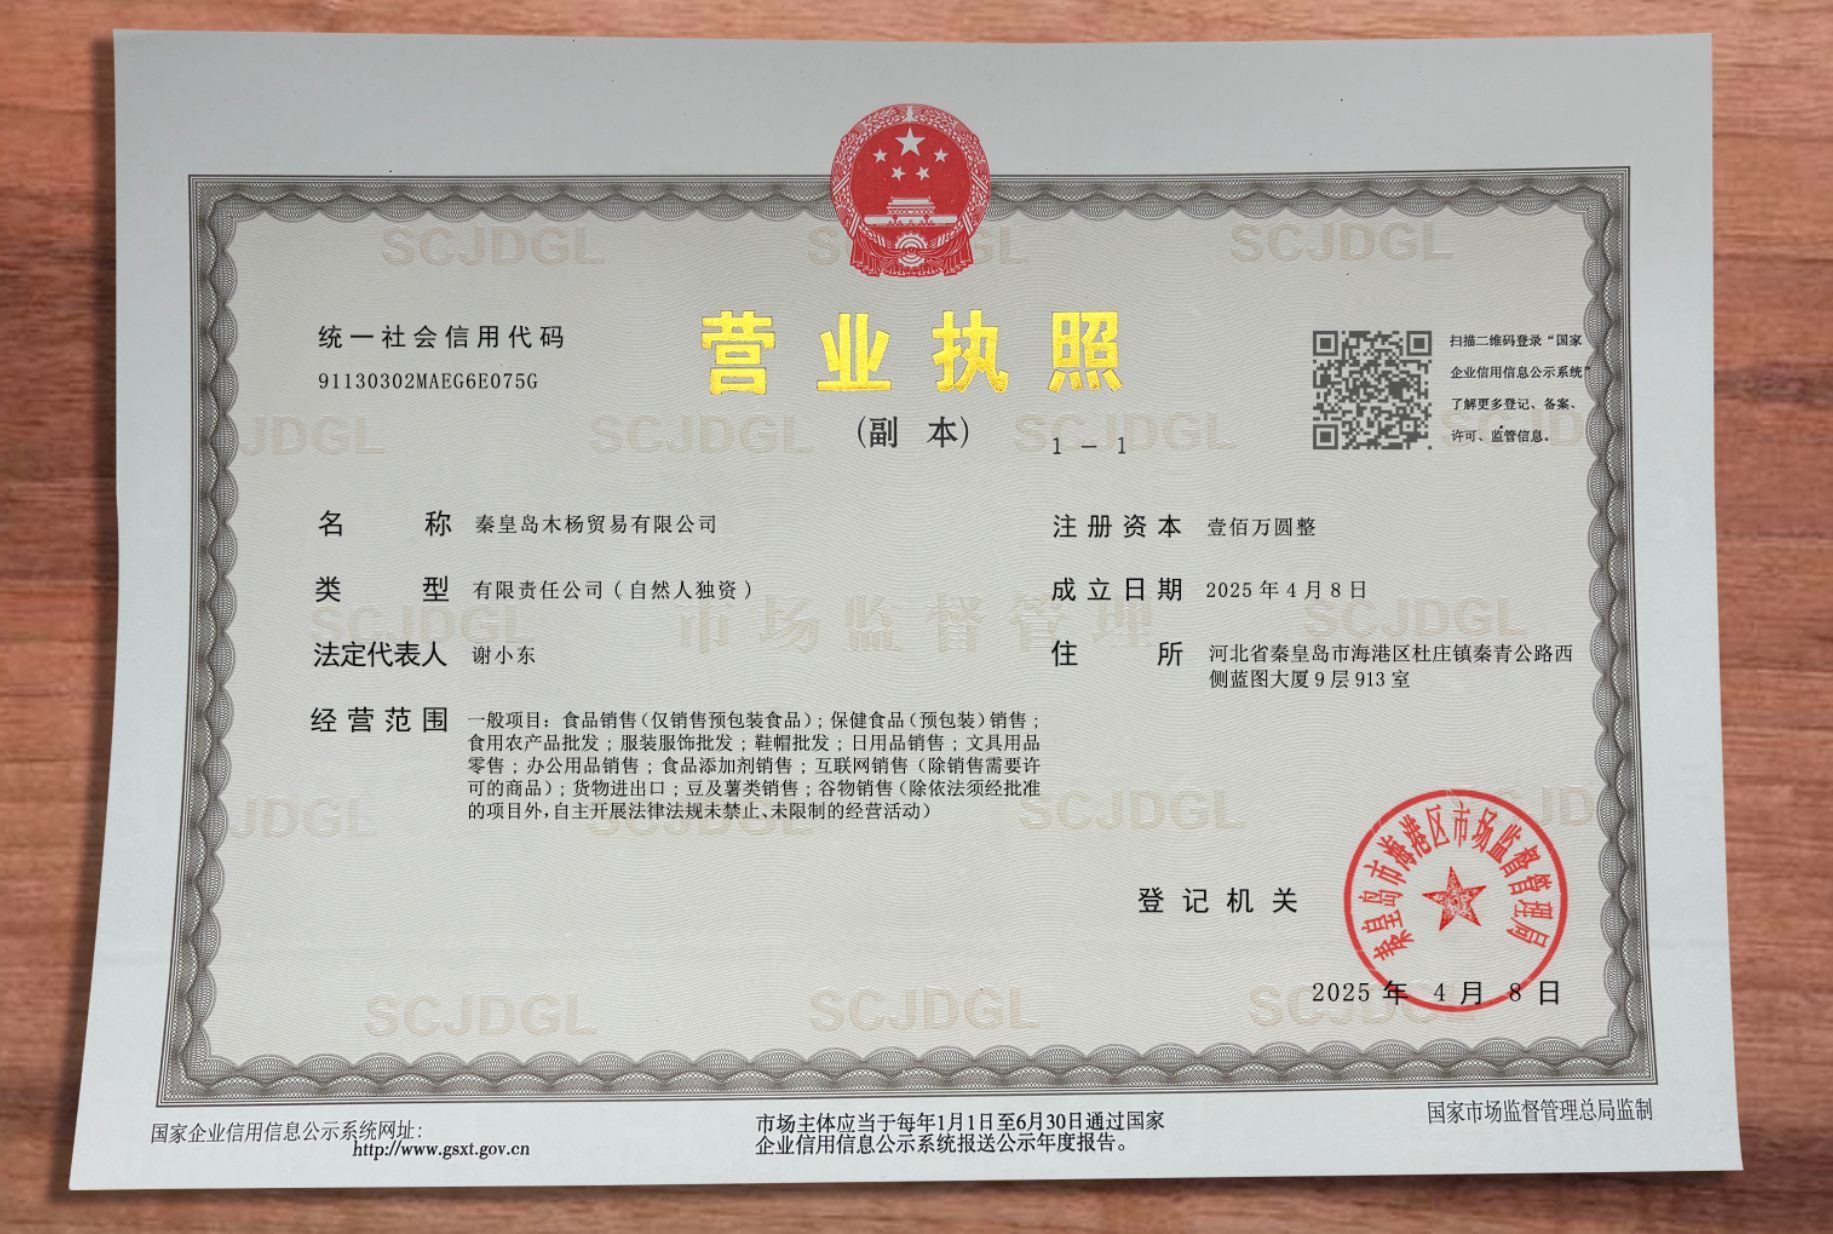 统一社会信用代码
91130302MAEG6E075G
营业执照
(副 本)
1 - 1
扫描二维码登录“国家
企业信用信息公示系统”
了解更多登记、备案、
许可、监管信息。
名 称 秦皇岛木杨贸易有限公司
类 型 有限责任公司（自然人独资）
法定代表人 谢小东
经营范围 一般项目：食品销售（仅销售预包装食品）；保健食品（预包装）销售；
食用农产品批发；服装服饰批发；鞋帽批发；日用品销售；文具用品
零售；办公用品销售；食品添加剂销售；互联网销售（除销售需要许
可的商品）；货物进出口；豆及薯类销售；谷物销售（除依法须经批准
的项目外，自主开展法律法规未禁止、未限制的经营活动）
注册资本 壹佰万圆整
成立日期 2025年4月8日
住 所 河北省秦皇岛市海港区杜庄镇秦青公路西
侧蓝图大厦9层913室
登记机关
秦皇岛市海港区市场监督管理局
2025 年 4 月 8 日
SCJDGL
市场监督管理
国家企业信用信息公示系统网址：
http://www.gsxt.gov.cn
市场主体应当于每年1月1日至6月30日通过国家
企业信用信息公示系统报送公示年度报告。
国家市场监督管理总局监制